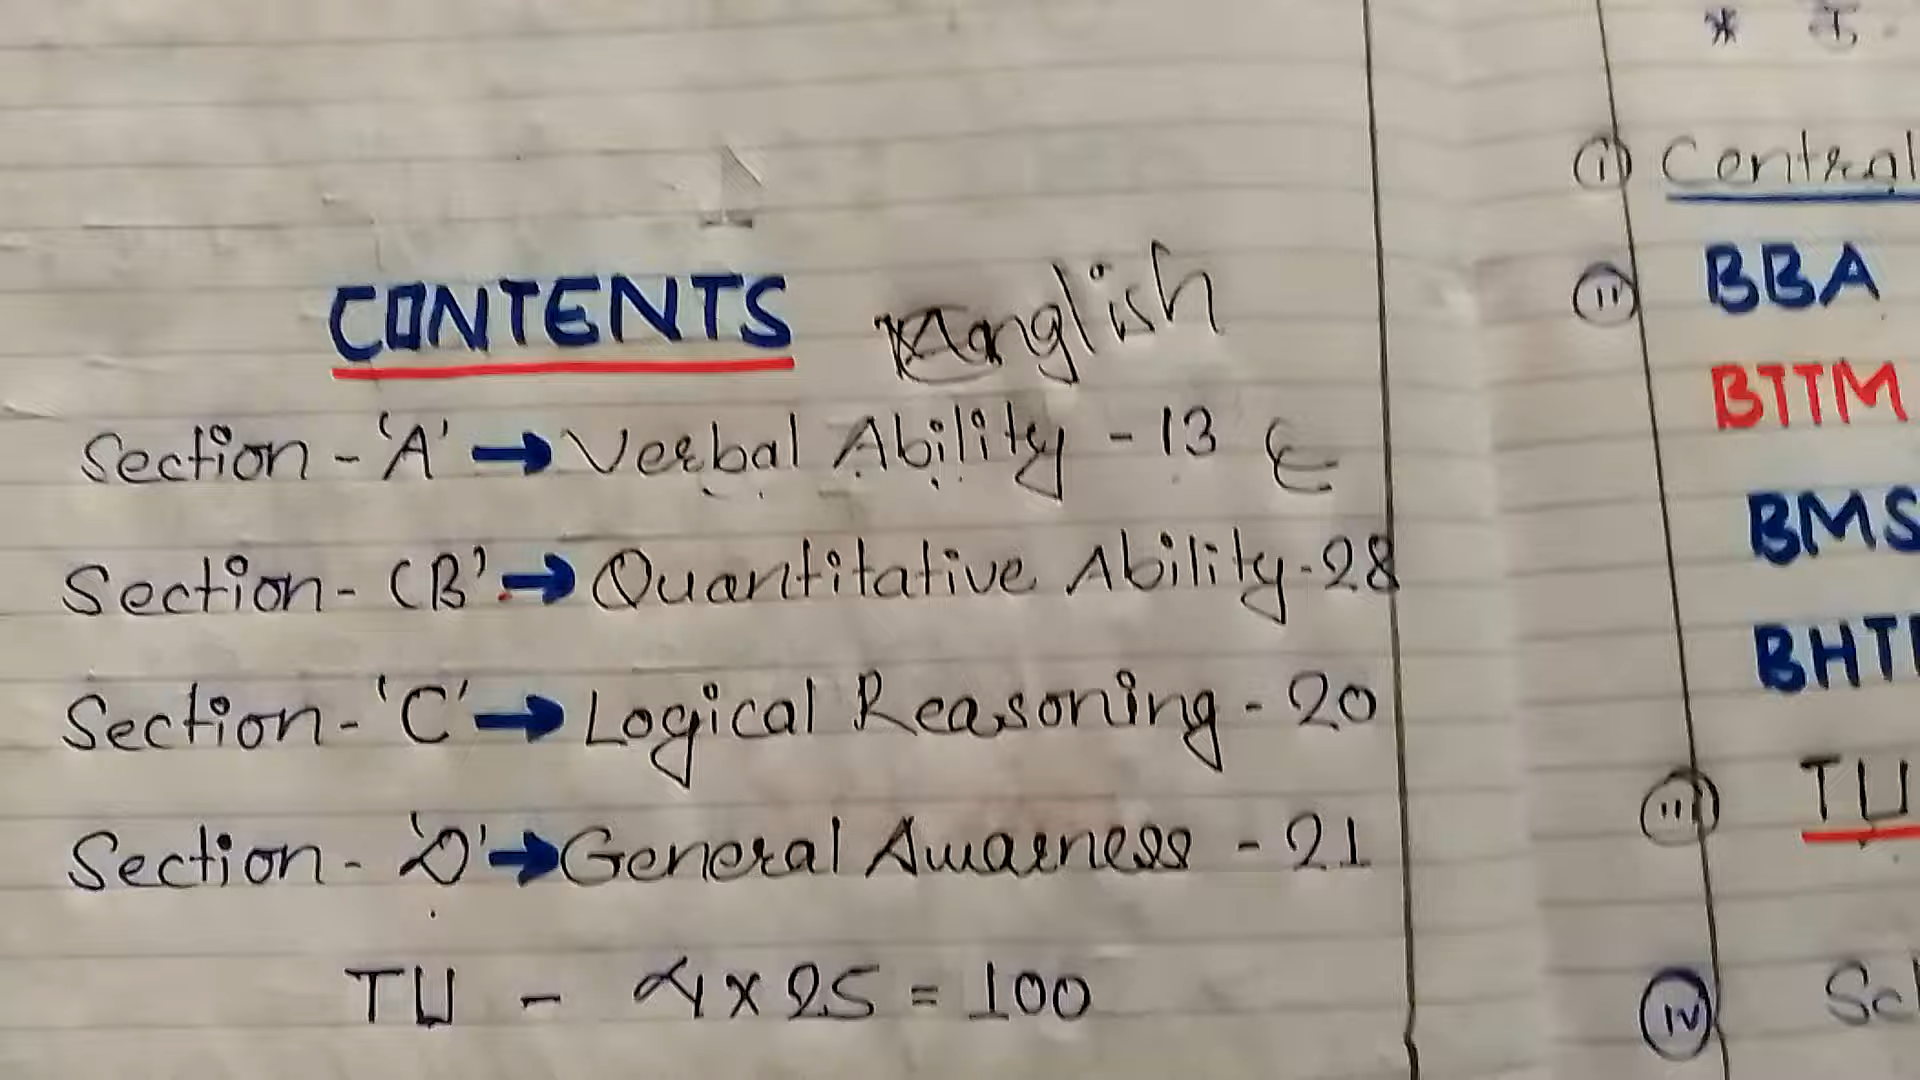 CONTENTS English
Section - 'A' → Verbal Ability - 13
Section - 'B' → Quantitative Ability - 28
Section - 'C' → Logical Reasoning - 20
Section - 'D' → General Awarness - 21
TU - 4 x 25 = 100
(i) Central
(ii) BBA
BTTM
BMS
BHT
(iii) TU
(iv)